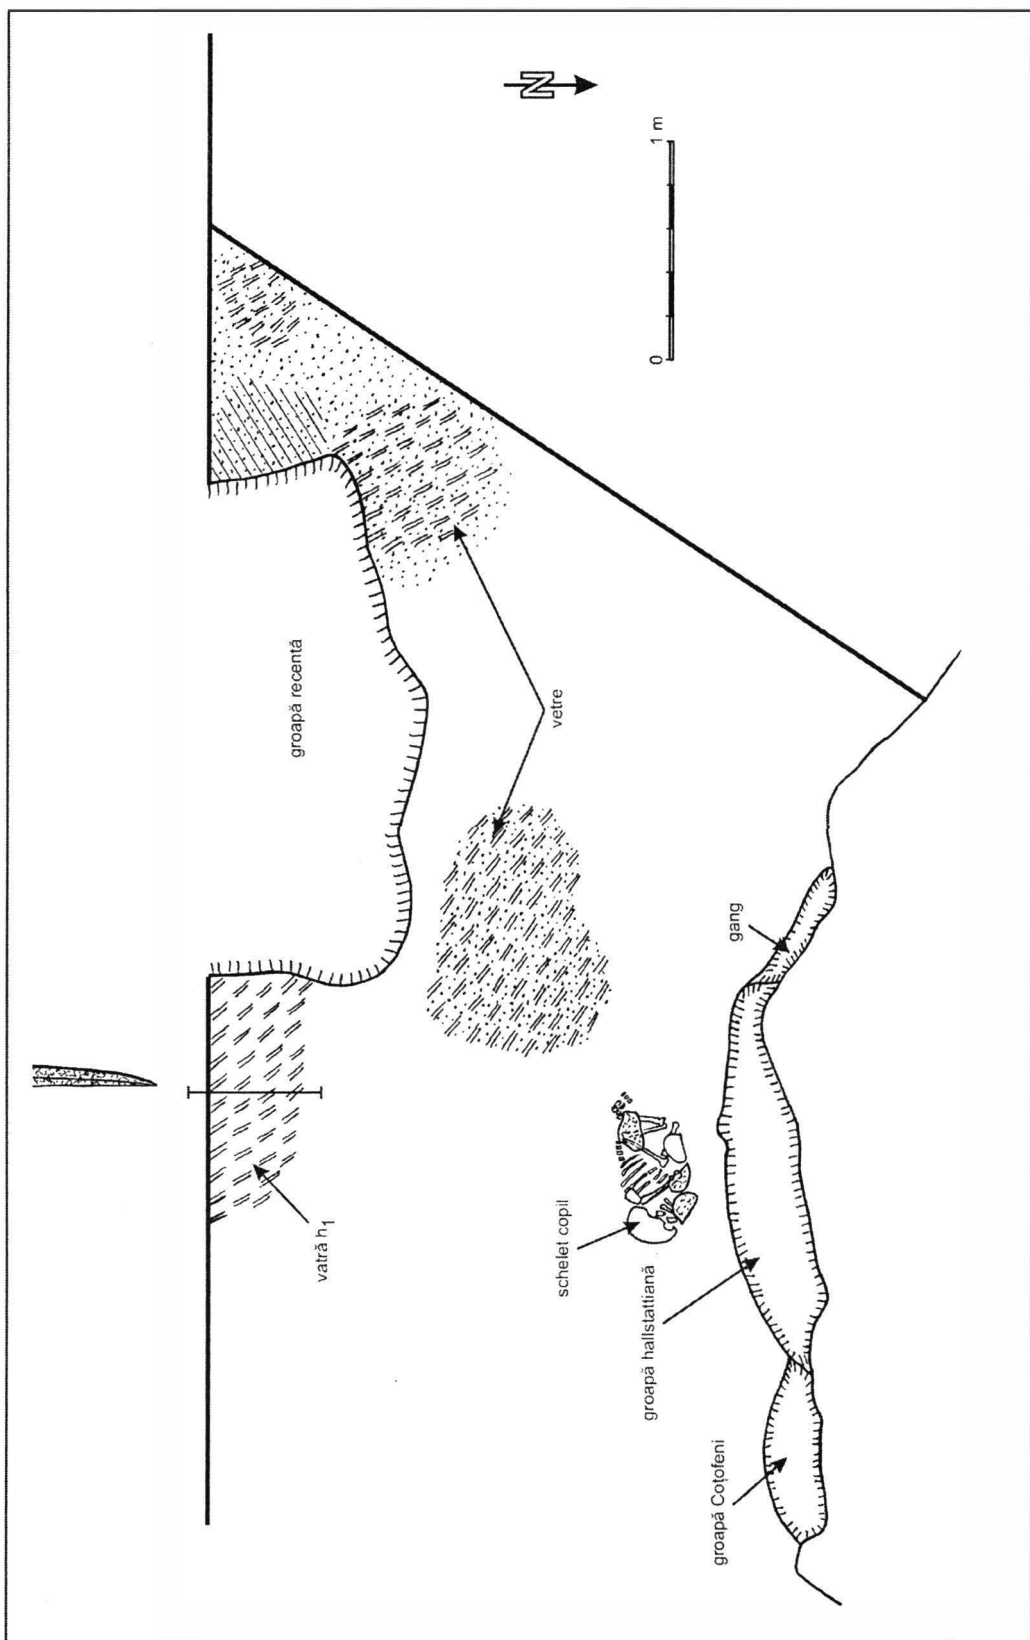 N
0 1 m
groapă recentă
vetre
gang
vatră h1
schelet copil
groapă hallstattiană
groapă Coțofeni